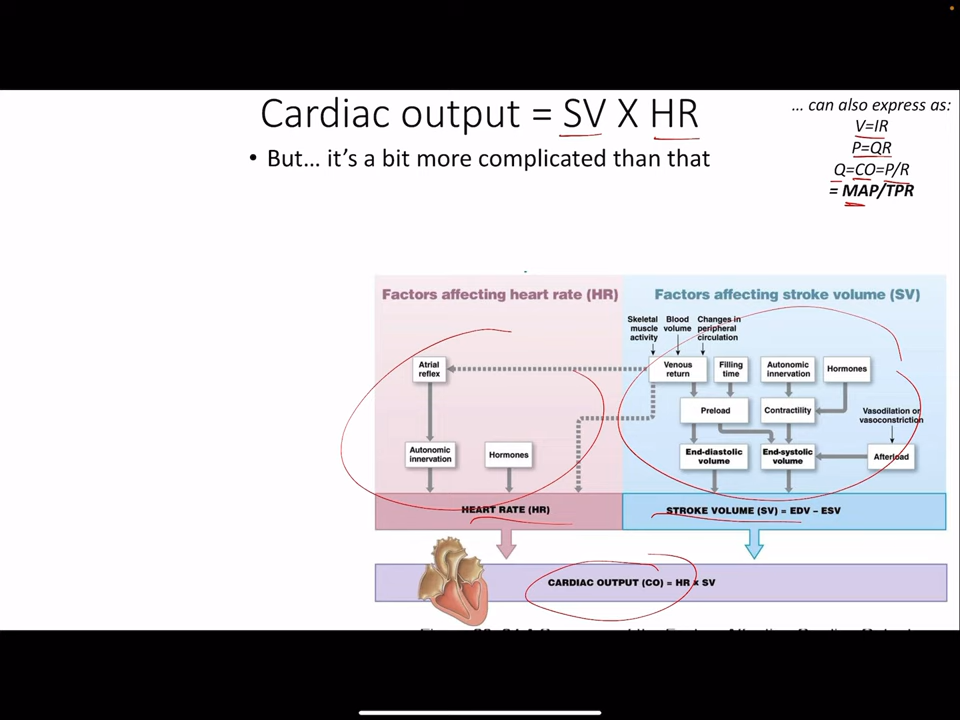 Cardiac output = SV X HR
• But… it's a bit more complicated than that
… can also express as:
V=IR
P=QR
Q=CO=P/R
= MAP/TPR
Factors affecting heart rate (HR)
Factors affecting stroke volume (SV)
Skeletal
muscle
activity
Blood
volume
Changes in
peripheral
circulation
Atrial
reflex
Venous
return
Filling
time
Autonomic
innervation
Hormones
Preload
Contractility
Vasodilation or
vasoconstriction
Autonomic
innervation
Hormones
End-diastolic
volume
End-systolic
volume
Afterload
HEART RATE (HR)
STROKE VOLUME (SV) = EDV – ESV
CARDIAC OUTPUT (CO) = HR x SV